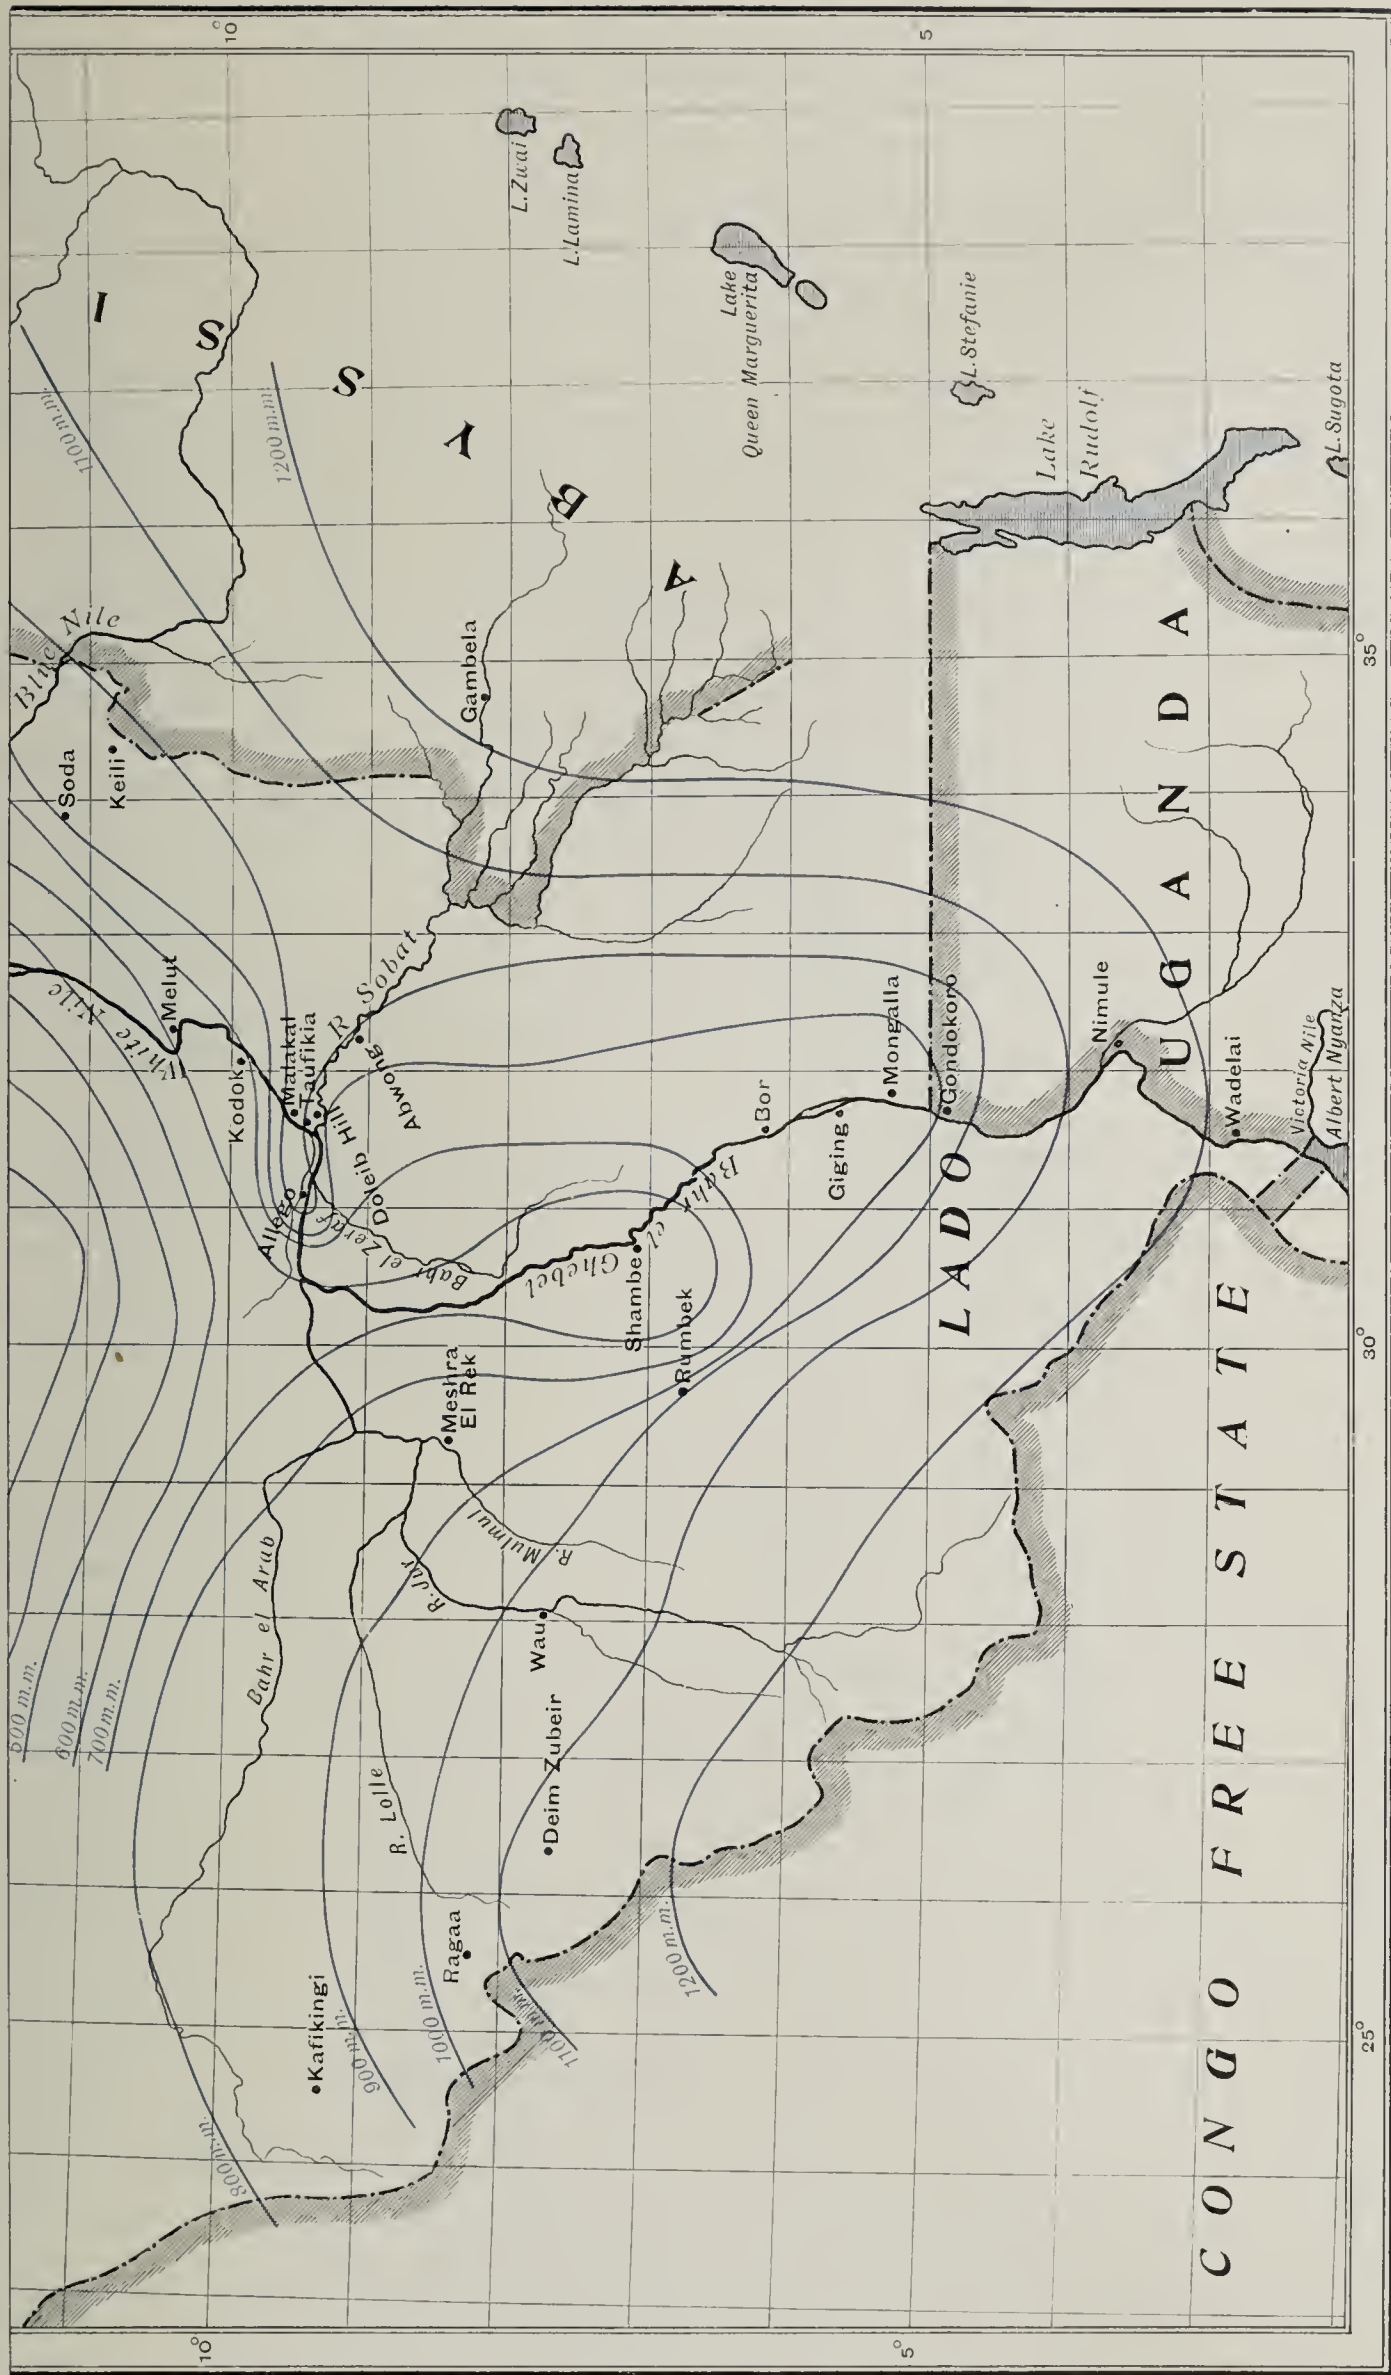 10°
5
I
S
S
Y
B
A
1100 m.m.
1200 m.m.
L. Zwai
L. Lamina
Lake
Queen Marguerita
L. Stefanie
Lake
Rudolf
L. Sugota
Blue Nile
Soda
Keili
Gambela
35°
White Nile
Melut
Kodok
Malakal
Taufikia
Doleib Hill
R. Sobat
Abwong
Allego
Bahr el Zeraf
Bahr el Ghebel
Shambe
Rumbek
Bor
Giging
Mongalla
Gondokoro
LADO
Nimule
UGANDA
Wadelai
Victoria Nile
Albert Nyanza
30°
Meshra
El Rek
Bahr el Arab
R. Jur
R. Mulmul
Wau
Deim Zubeir
R. Lolle
Ragaa
Kafikingi
600 m.m.
700 m.m.
800 m.m.
900 m.m.
1000 m.m.
1100 m.m.
1200 m.m.
CONGO FREE STATE
25°
10°
5°